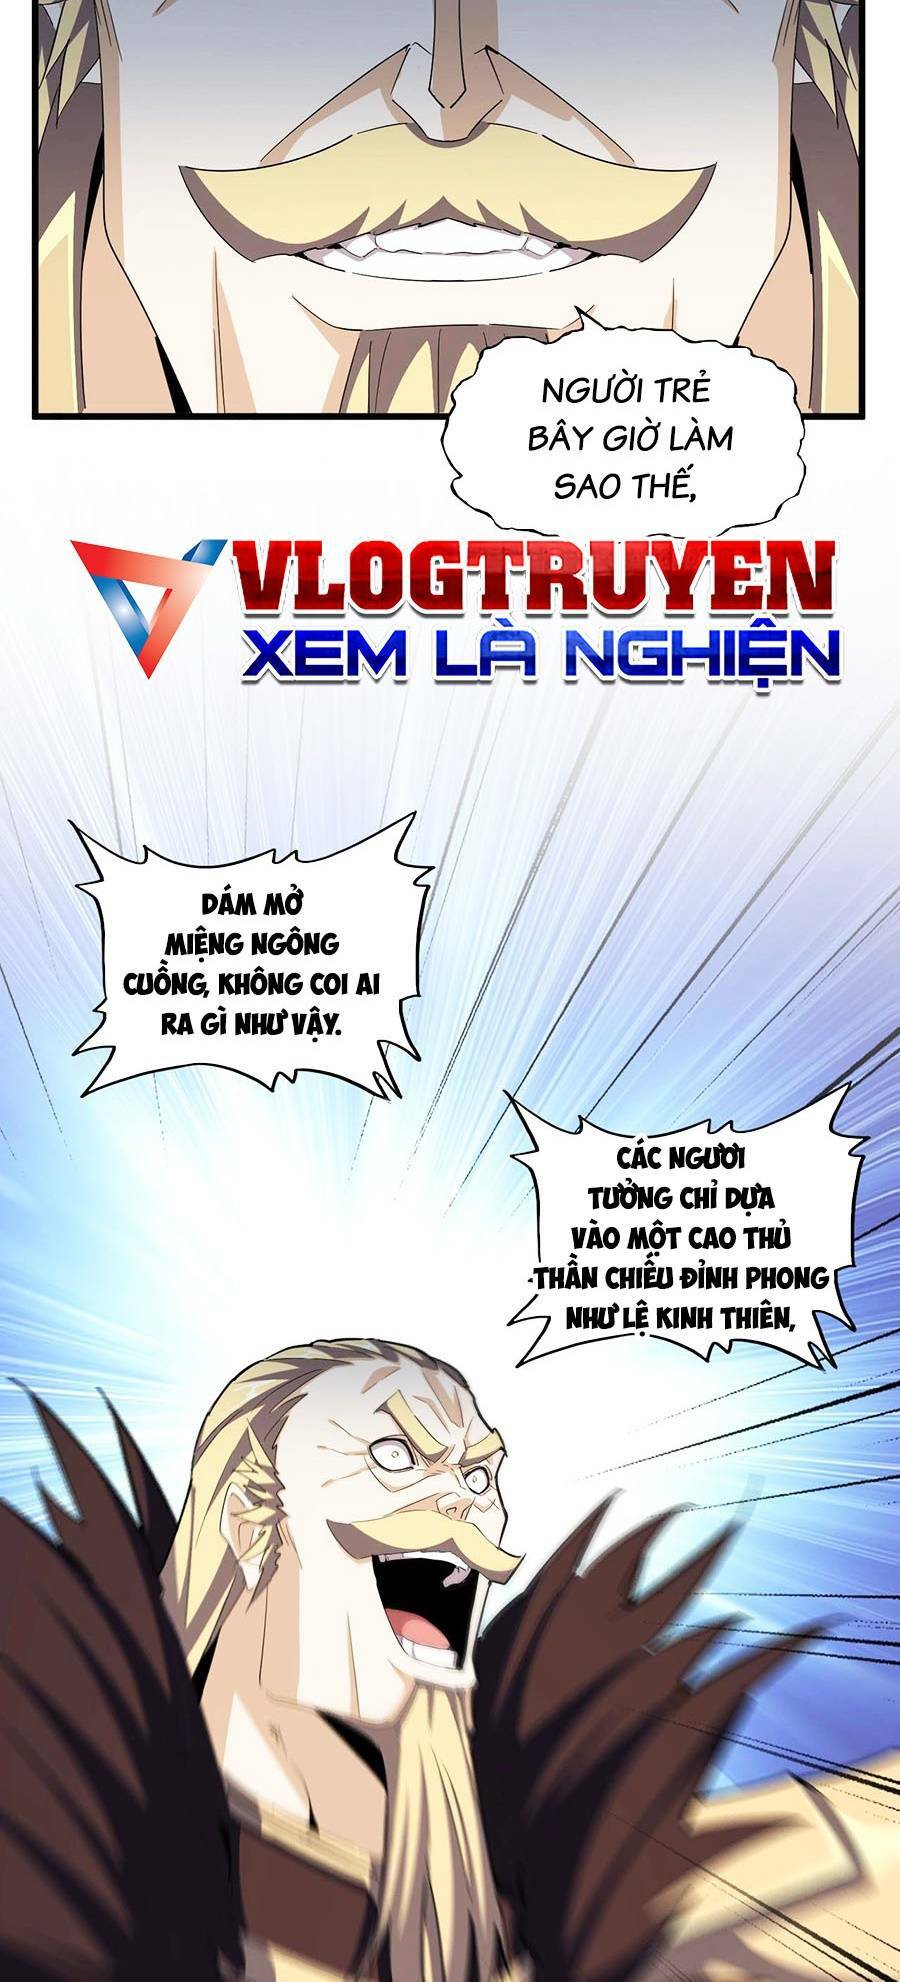 NGƯỜI TRẺ
BÂY GIỜ LÀM
SAO THẾ,
VLOGTRUYEN
XEM LÀ NGHIỆN
DÁM MỞ
MIỆNG NGÔNG
CUỒNG, KHÔNG COI AI
RA GÌ NHƯ VẬY.
CÁC NGƯƠI
TƯỞNG CHỈ DỰA
VÀO MỘT CAO THỦ
THẦN CHIẾU ĐỈNH PHONG
NHƯ LỆ KINH THIÊN,